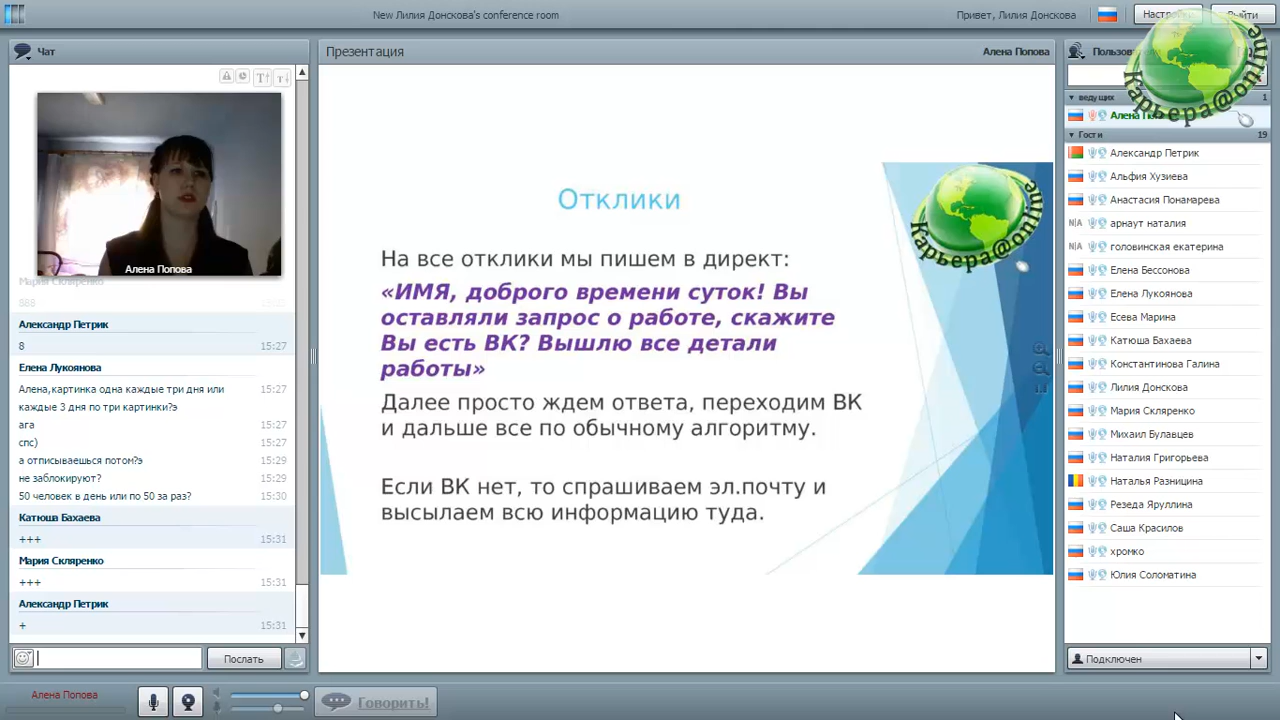 New Лилия Донскова's conference room
Привет, Лилия Донскова
Настройки
Выйти
Чат
Алена Попова
Мария Скляренко
888
Александр Петрик
8 15:27
Елена Лукоянова
Алена,картинка одна каждые три дня или 15:27
каждые 3 дня по три картинки?э
ага 15:27
спс) 15:27
а отписываешься потом?э 15:29
не заблокируют? 15:29
50 человек в день или по 50 за раз? 15:30
Катюша Бахаева
+++ 15:31
Мария Скляренко
+++ 15:31
Александр Петрик
+ 15:31
Послать
Презентация
Алена Попова
Отклики
На все отклики мы пишем в директ:
«ИМЯ, доброго времени суток! Вы
оставляли запрос о работе, скажите
Вы есть ВК? Вышлю все детали
работы»
Далее просто ждем ответа, переходим ВК
и дальше все по обычному алгоритму.
Если ВК нет, то спрашиваем эл.почту и
высылаем всю информацию туда.
Карьера@online
Карьера@online
ведущих 1
Алена
Гости 19
Александр Петрик
Альфия Хузиева
Анастасия Понамарева
N/A арнаут наталия
N/A головинская екатерина
Елена Бессонова
Елена Лукоянова
Есева Марина
Катюша Бахаева
Константинова Галина
Лилия Донскова
Мария Скляренко
Михаил Булавцев
Наталия Григорьева
Наталья Разницина
Резеда Яруллина
Саша Красилов
хромко
Юлия Соломатина
Подключен
Алена Попова
Говорить!